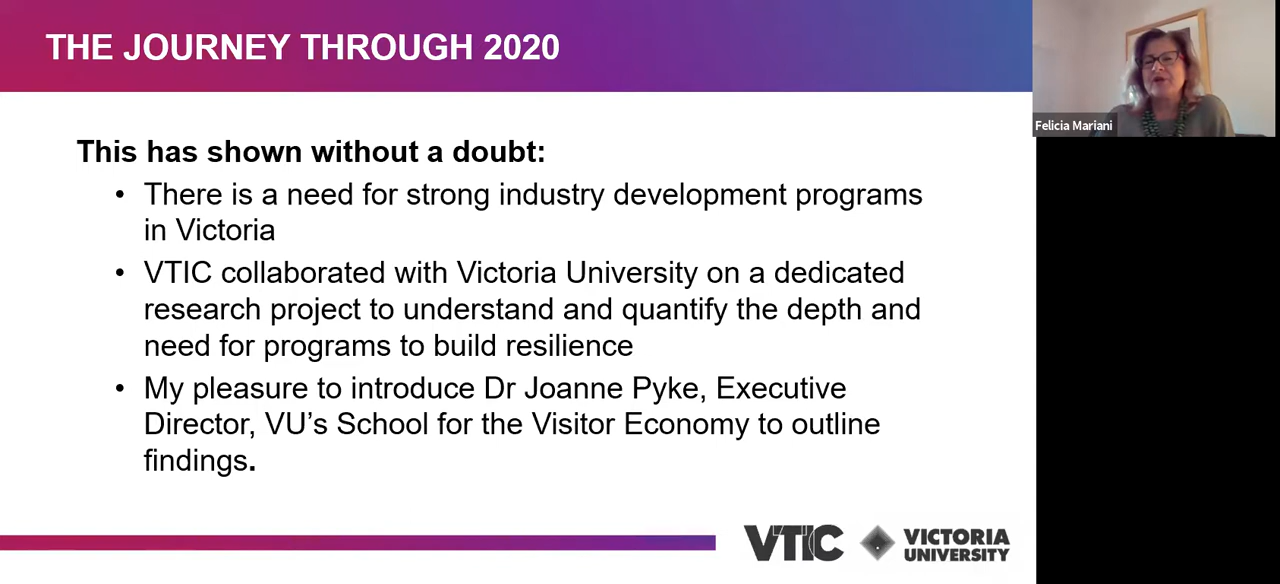 THE JOURNEY THROUGH 2020
This has shown without a doubt:
• There is a need for strong industry development programs
in Victoria
• VTIC collaborated with Victoria University on a dedicated
research project to understand and quantify the depth and
need for programs to build resilience
• My pleasure to introduce Dr Joanne Pyke, Executive
Director, VU’s School for the Visitor Economy to outline
findings.
VTIC
VICTORIA
UNIVERSITY
Felicia Mariani